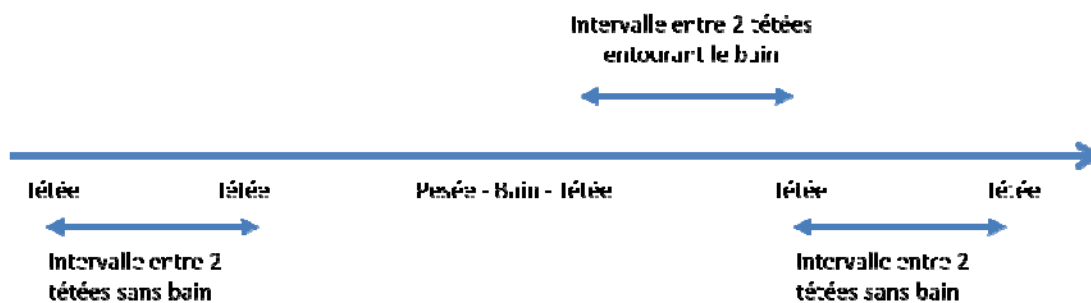 Intervalle entre 2 tétées
entourant le bain
Tétée Tétée Pesée - Bain - Tétée Tétée Tétée
Intervalle entre 2
tétées sans bain
Intervalle entre 2
tétées sans bain